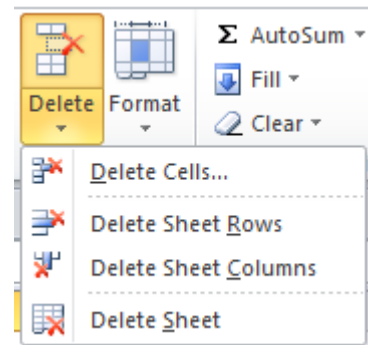 Σ AutoSum
Fill
Delete Format
Clear
Delete Cells...
Delete Sheet Rows
Delete Sheet Columns
Delete Sheet